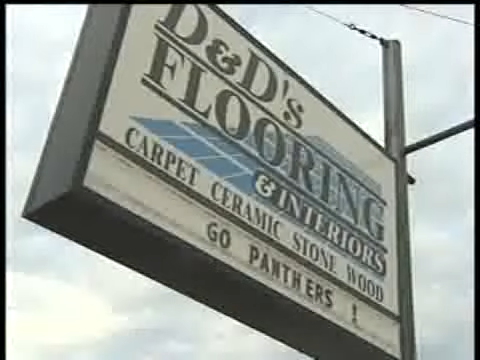 D&D's
FLOORING
& INTERIORS
CARPET CERAMIC STONE WOOD
GO PANTHERS !